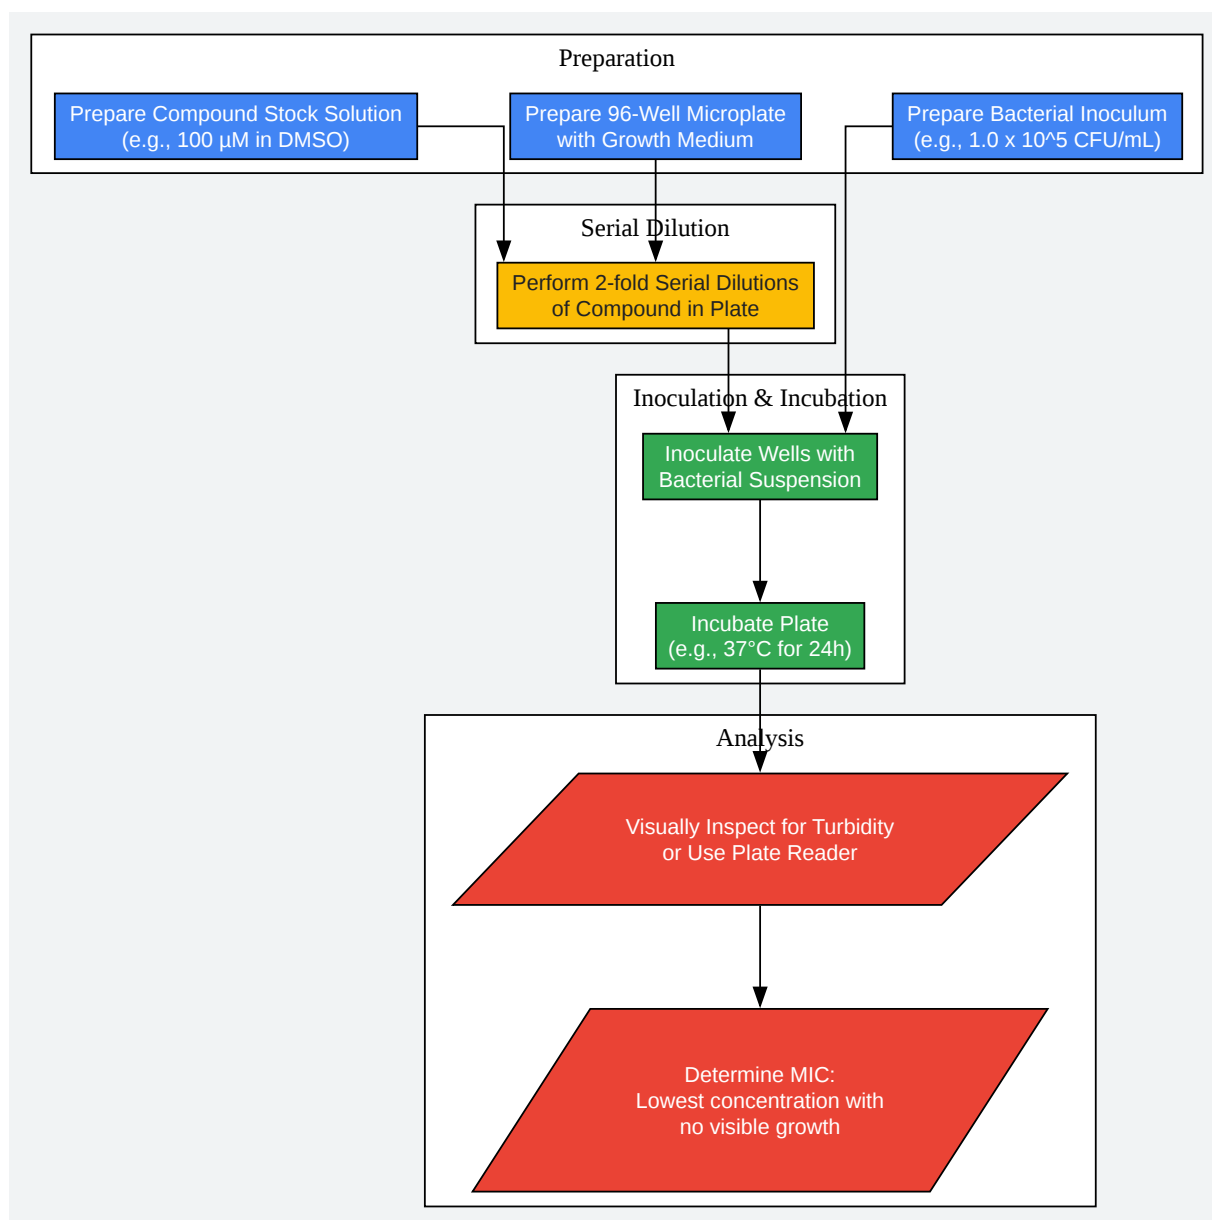 Preparation
Prepare Compound Stock Solution
(e.g., 100 µM in DMSO)
Prepare 96-Well Microplate
with Growth Medium
Prepare Bacterial Inoculum
(e.g., 1.0 x 10^5 CFU/mL)
Serial Dilution
Perform 2-fold Serial Dilutions
of Compound in Plate
Inoculation & Incubation
Inoculate Wells with
Bacterial Suspension
Incubate Plate
(e.g., 37°C for 24h)
Analysis
Visually Inspect for Turbidity
or Use Plate Reader
Determine MIC:
Lowest concentration with
no visible growth